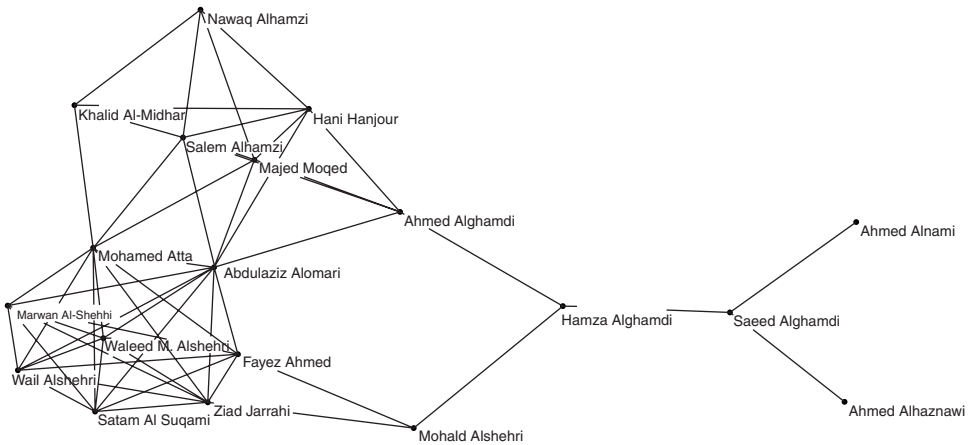 Nawaq Alhamzi
Khalid Al-Midhar
Hani Hanjour
Salem Alhamzi
Majed Moqed
Ahmed Alghamdi
Ahmed Alnami
Mohamed Atta
Abdulaziz Alomari
Marwan Al-Shehhi
Hamza Alghamdi
Saeed Alghamdi
Waleed M. Alshehri
Fayez Ahmed
Wail Alshehri
Satam Al Suqami
Ziad Jarrahi
Ahmed Alhaznawi
Mohald Alshehri